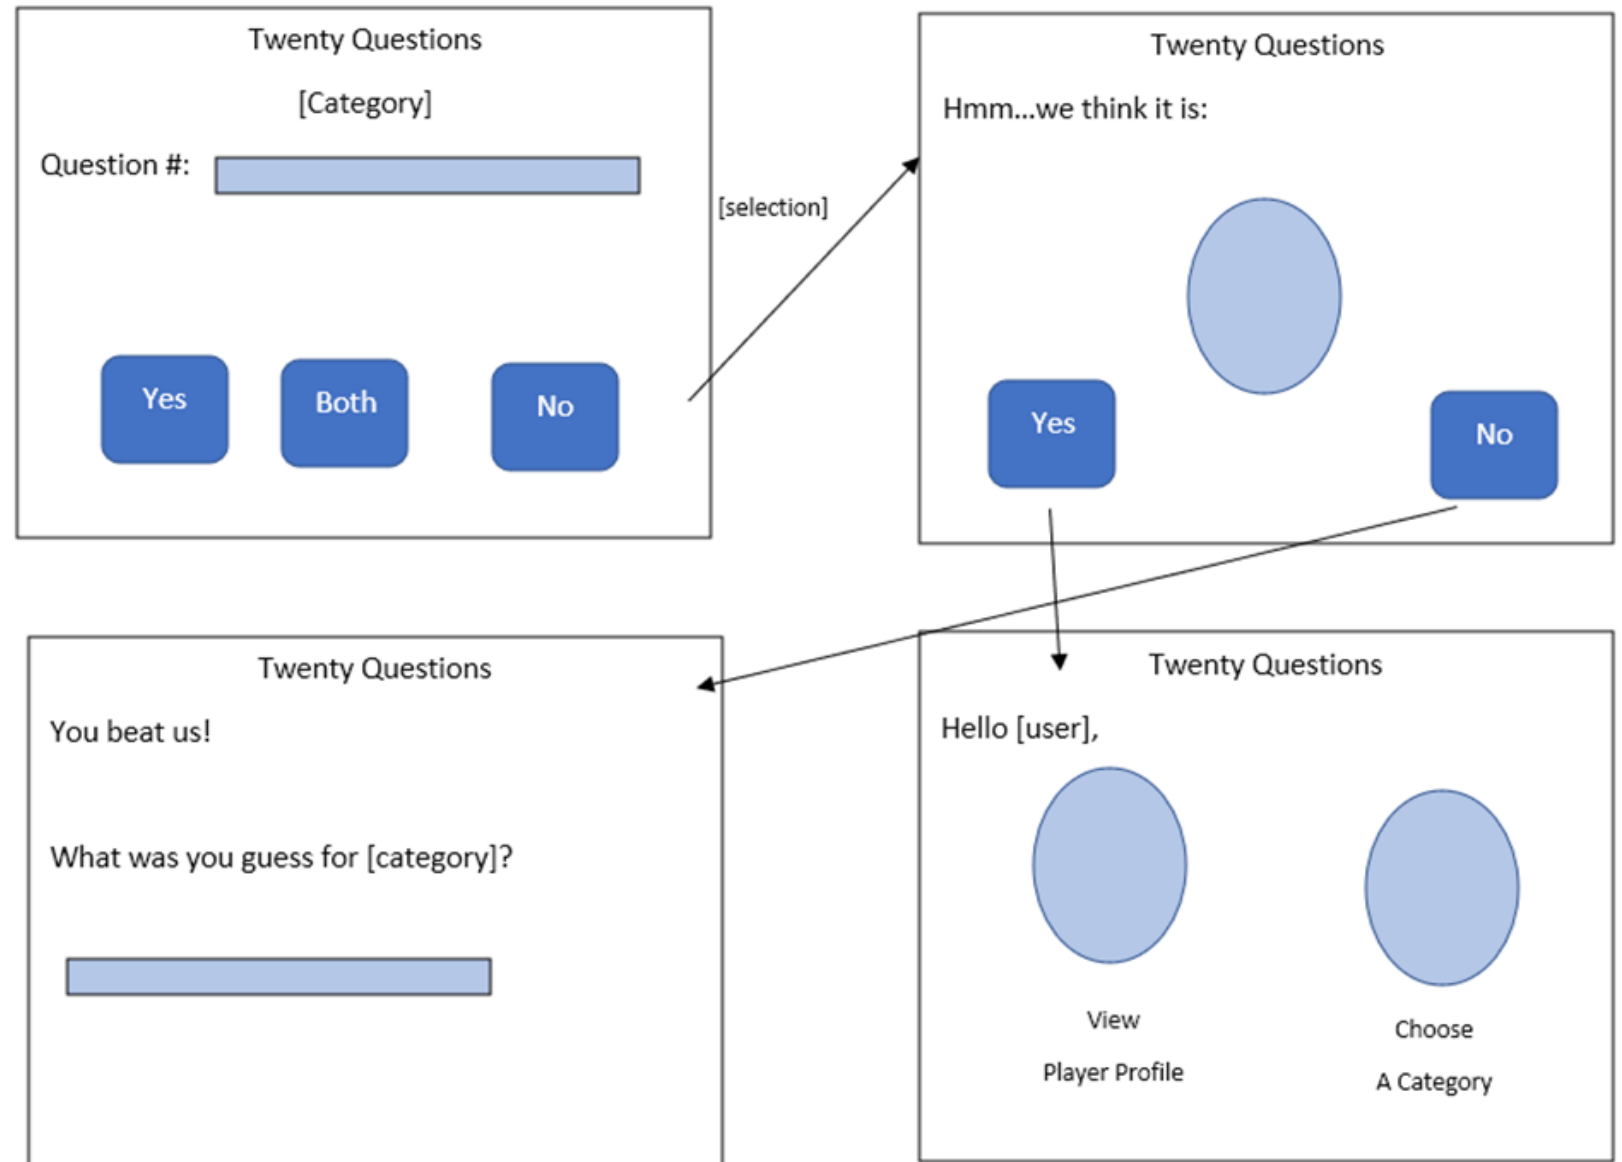 Twenty Questions
[Category]
Question #:
Yes
Both
No
[selection]
Twenty Questions
Hmm...we think it is:
Yes
No
Twenty Questions
You beat us!
What was you guess for [category]?
Twenty Questions
Hello [user],
View
Player Profile
Choose
A Category